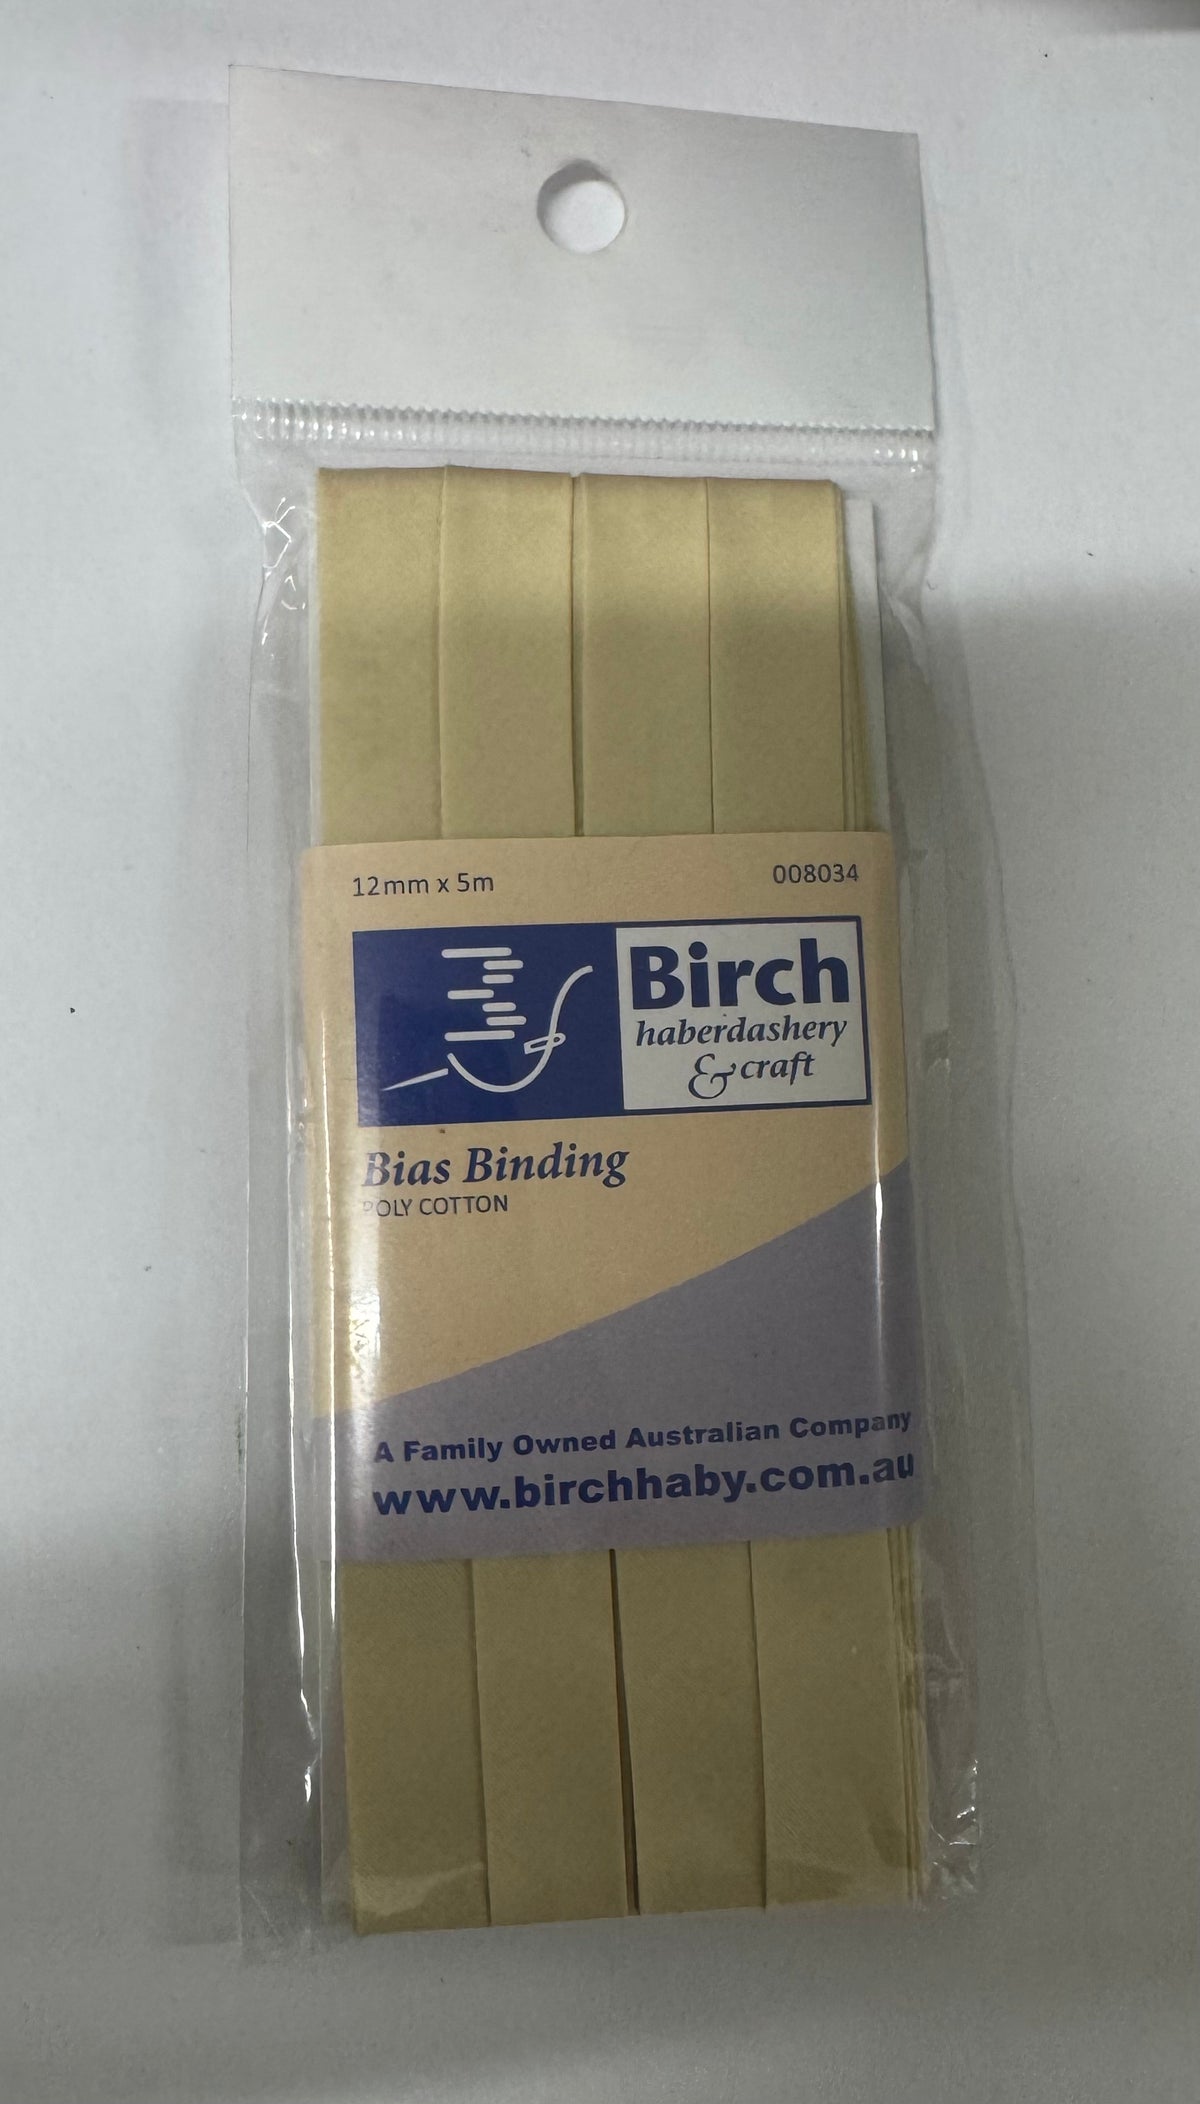 12mm x 5m 008034
Birch
haberdashery
& craft
Bias Binding
POLY COTTON
A Family Owned Australian Company
www.birchhaby.com.au